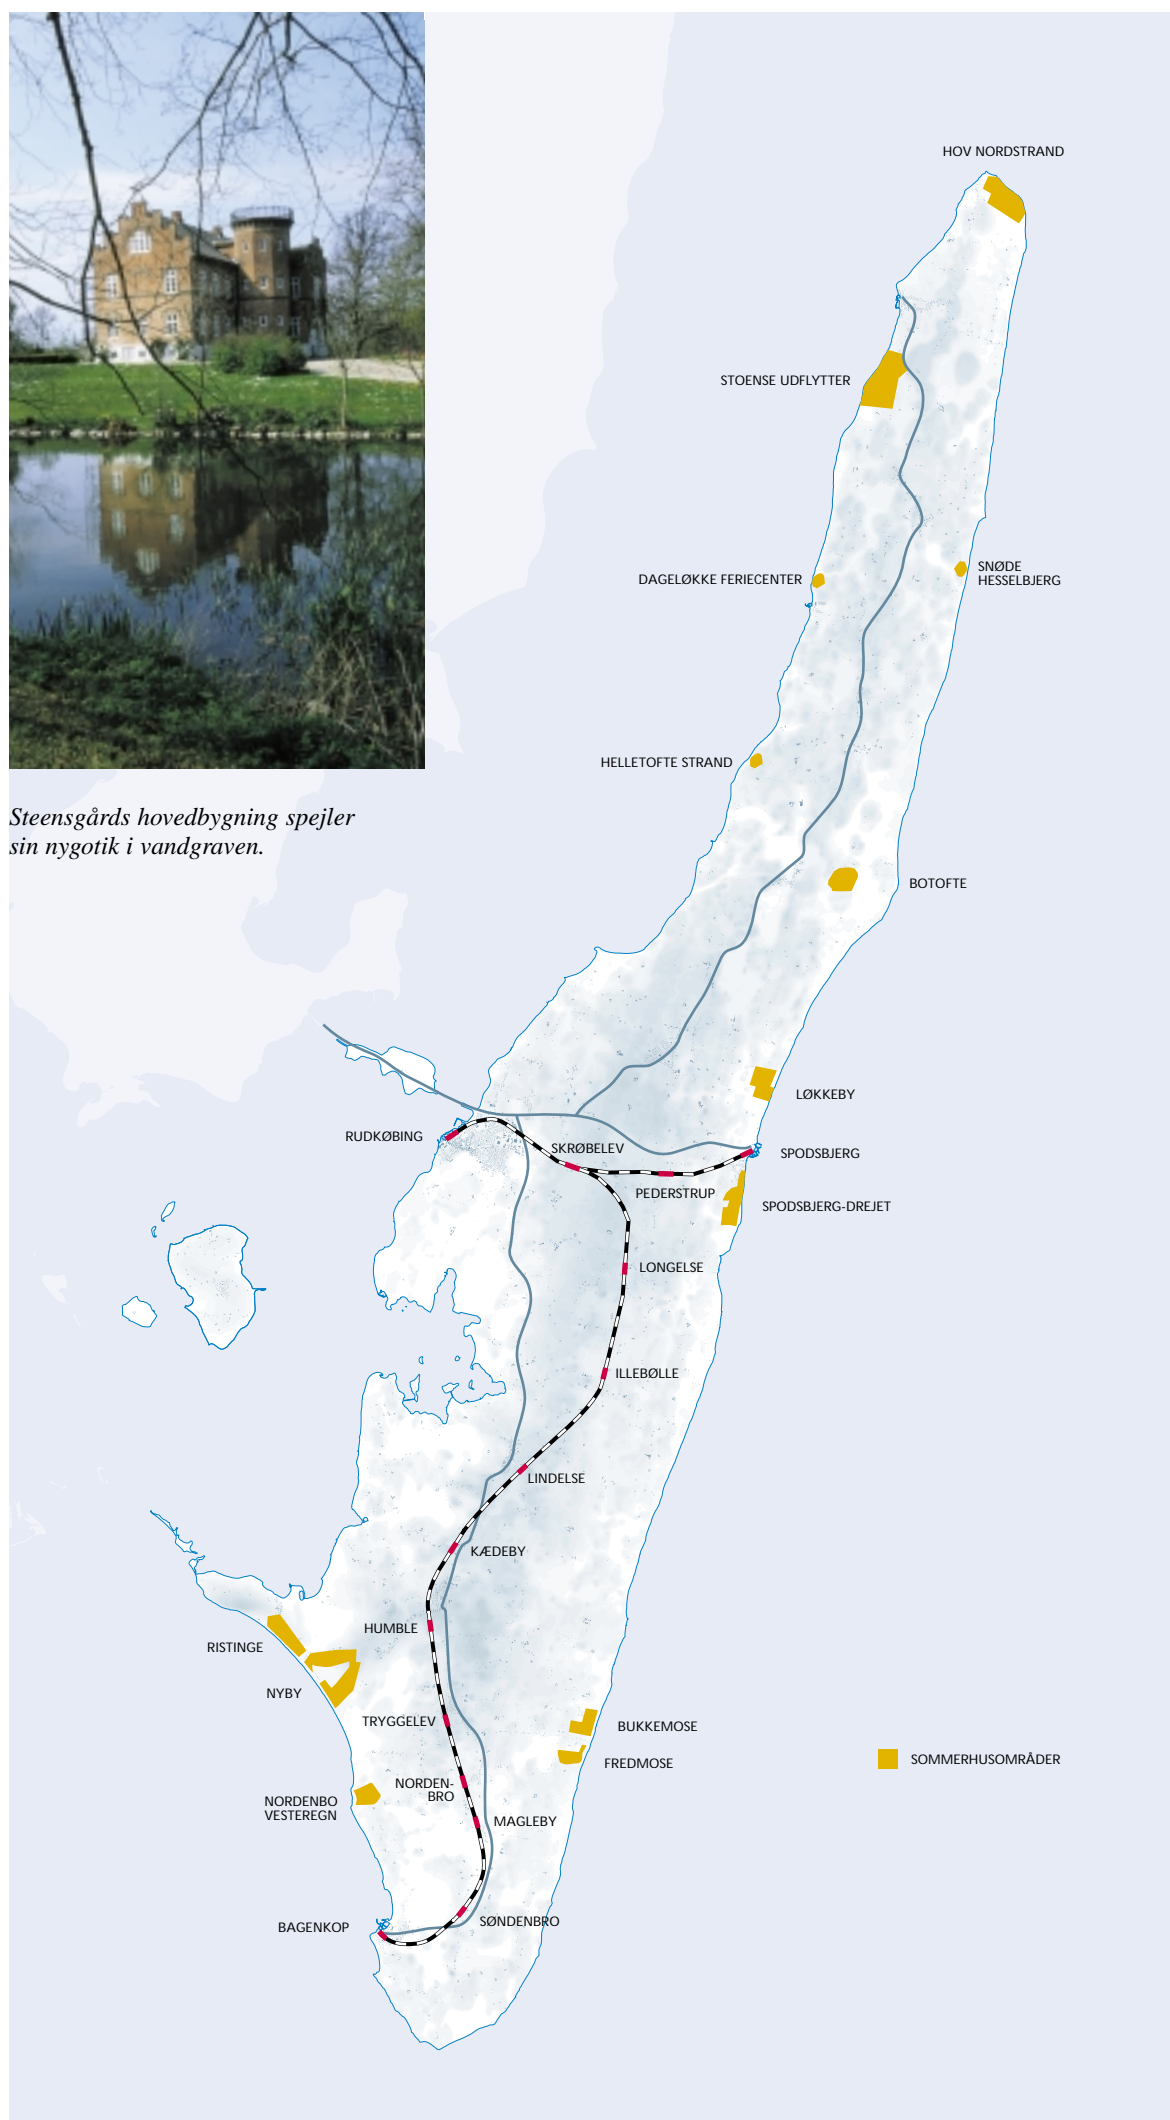 HOV NORDSTRAND
STOENSE UDFLYTTER
DAGELØKKE FERIECENTER
SNØDE
HESSELBJERG
HELLETOFTE STRAND
Steensgårds hovedbygning spejler
sin nygotik i vandgraven.
BOTOFTE
LØKKEBY
RUDKØBING
SKRØBELEV
SPODSBJERG
PEDERSTRUP
SPODSBJERG-DREJET
LONGELSE
ILLEBØLLE
LINDELSE
KÆDEBY
HUMBLE
RISTINGE
NYBY
TRYGGELEV
BUKKEMOSE
FREDMOSE
SOMMERHUSOMRÅDER
NORDEN-
BRO
NORDENBO
VESTEREGN
MAGLEBY
SØNDENBRO
BAGENKOP